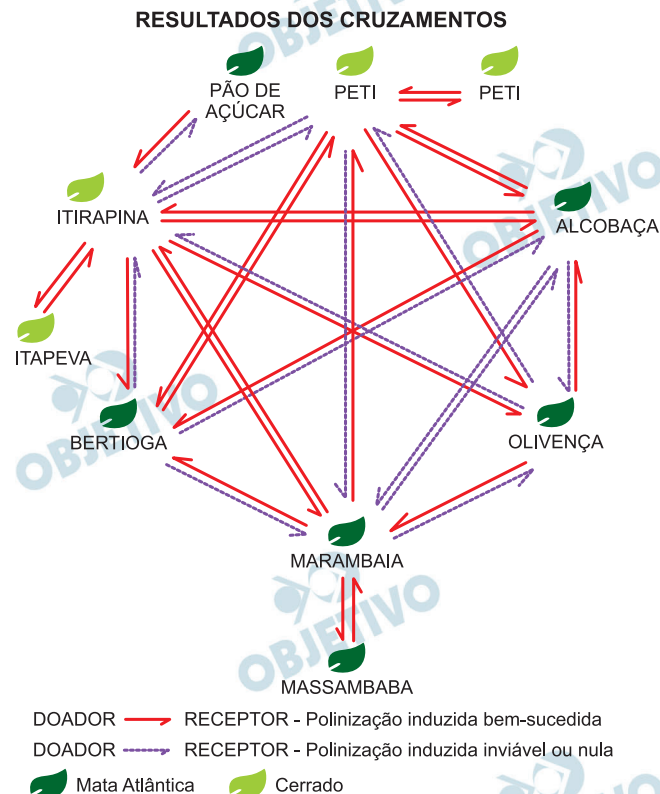 RESULTADOS DOS CRUZAMENTOS
PÃO DE
AÇÚCAR
PETI
PETI
ITIRAPINA
ALCOBAÇA
ITAPEVA
BERTIOGA
OLIVENÇA
MARAMBAIA
MASSAMBABA
DOADOR RECEPTOR - Polinização induzida bem-sucedida
DOADOR RECEPTOR - Polinização induzida inviável ou nula
Mata Atlântica Cerrado
OBJETIVO
OBJETIVO
OBJETIVO
OBJETIVO